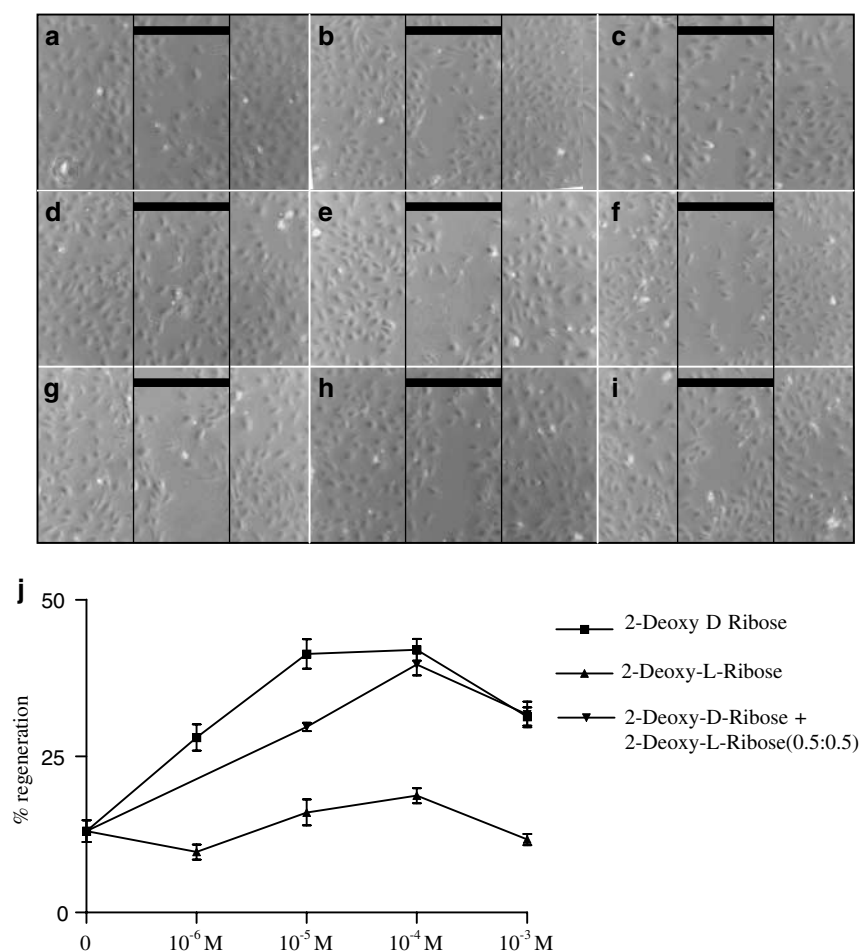 a
b
c
d
e
f
g
h
i
j
50
25
0
% regeneration
0
10-6 M
10-5 M
10-4 M
10-3 M
2-Deoxy D Ribose
2-Deoxy-L-Ribose
2-Deoxy-D-Ribose +
2-Deoxy-L-Ribose(0.5:0.5)